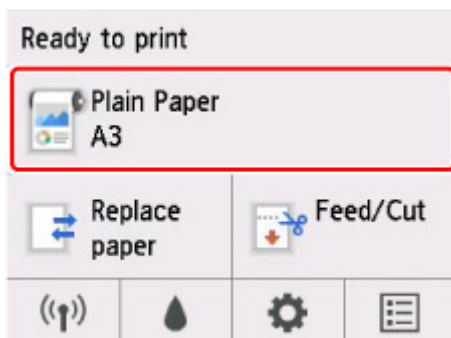 Ready to print
Plain Paper
A3
Replace
paper
Feed/Cut